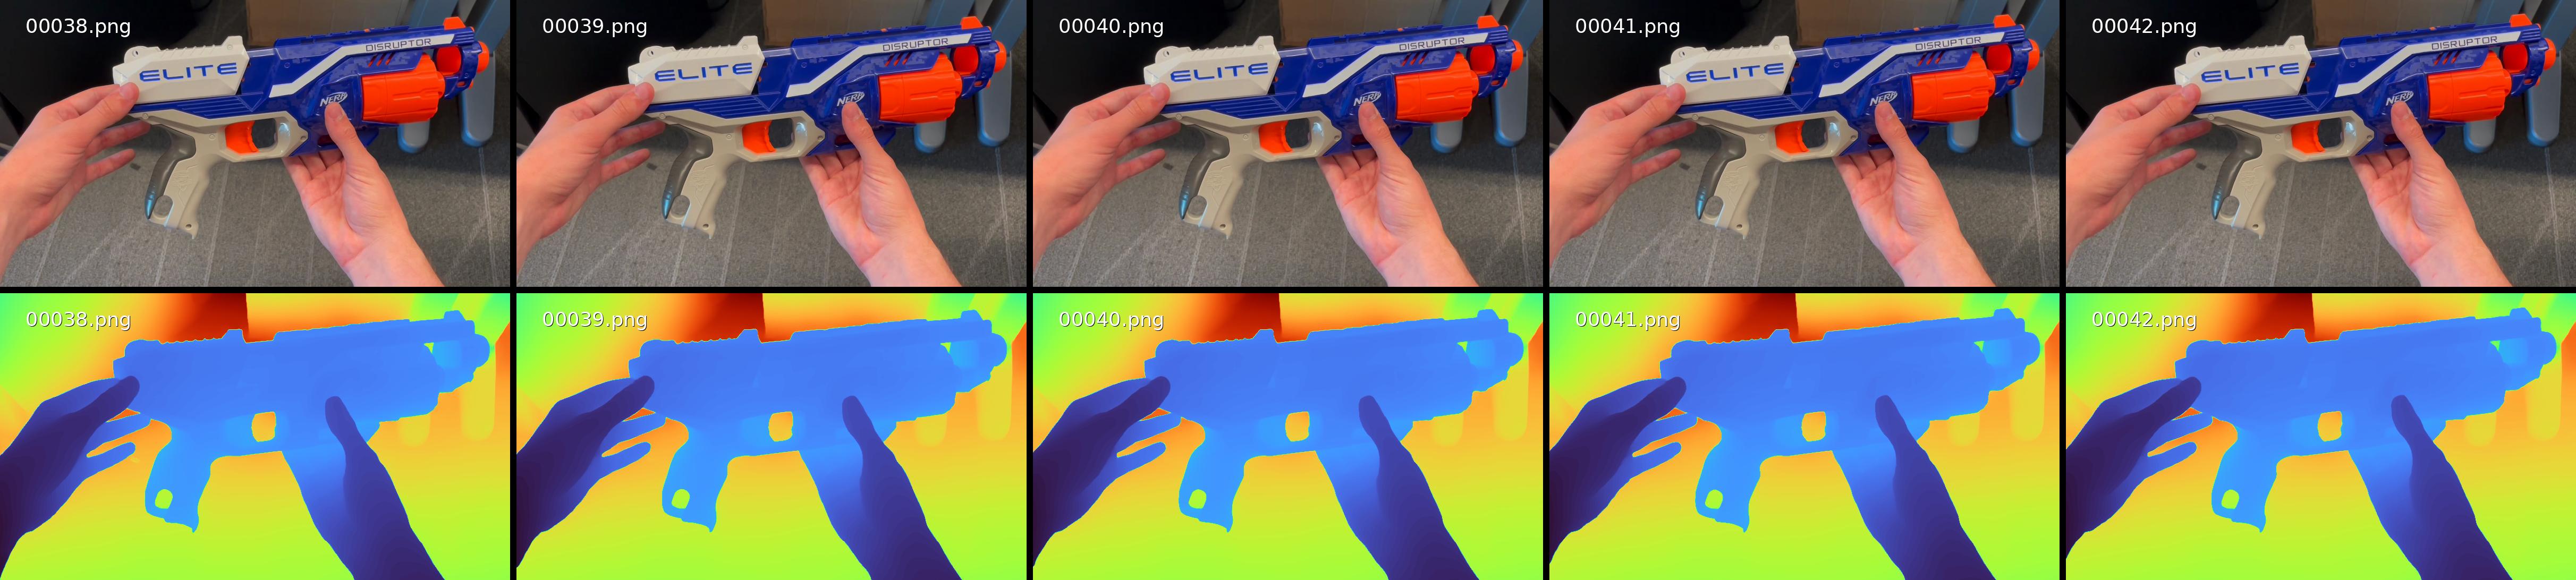 00038.png
00039.png
00040.png
00041.png
00042.png
DISRUPTOR
DISRUPTOR
DISRUPTOR
DISRUPTOR
DISRUPTOR
ELITE
ELITE
ELITE
ELITE
ELITE
NERF
NERF
NERF
NERF
NERF
00038.png
00039.png
00040.png
00041.png
00042.png